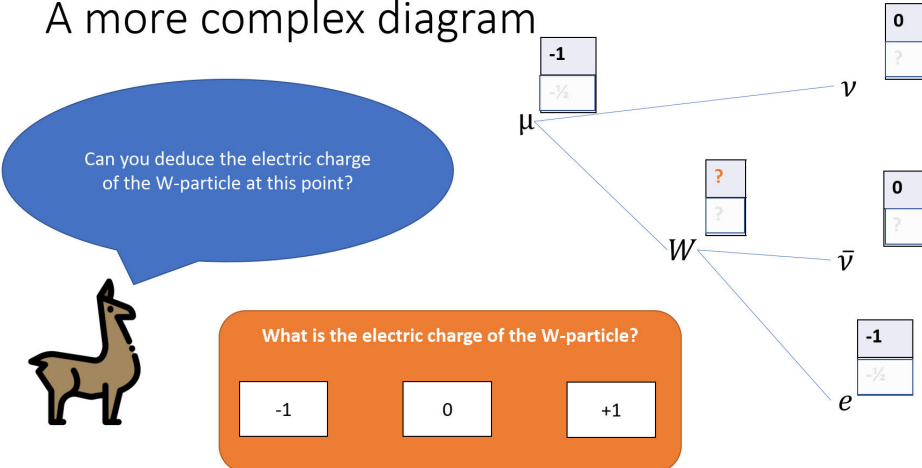 A more complex diagram
0
?
-1
-½
ν
μ
Can you deduce the electric charge
of the W-particle at this point?
?
?
0
?
W
ν̄
What is the electric charge of the W-particle?
-1
0
+1
-1
-½
e